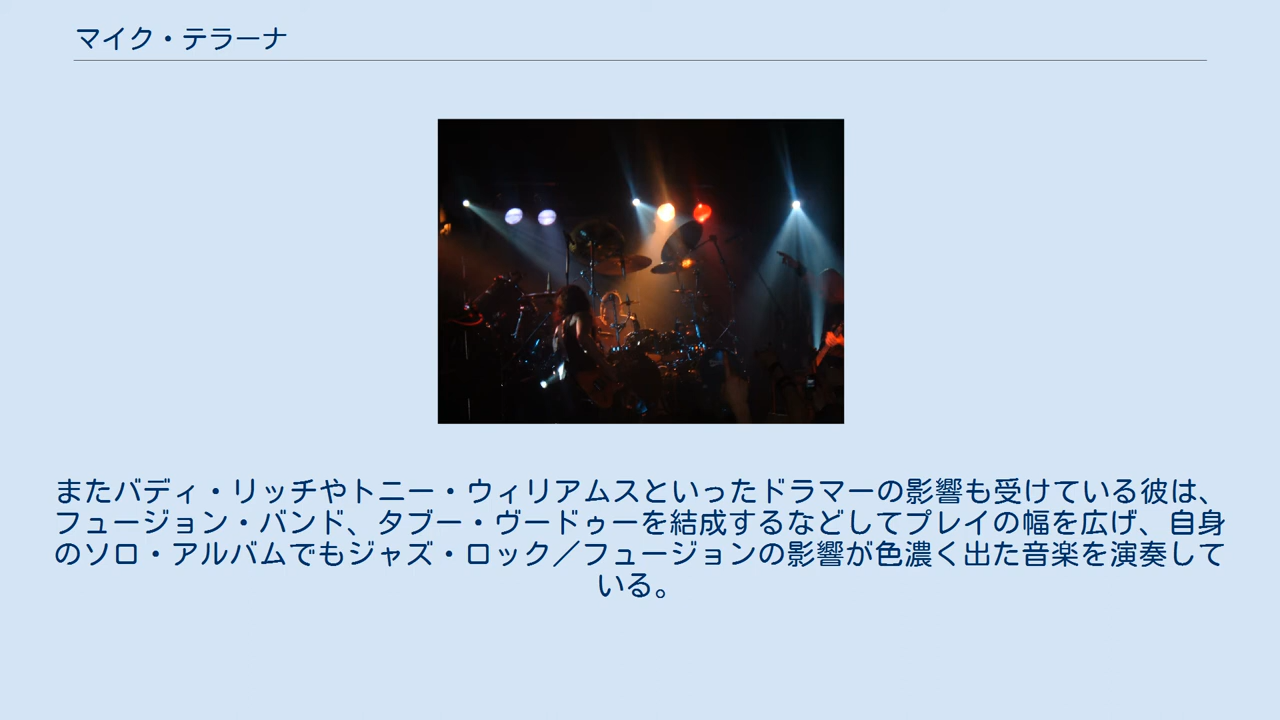 マイク・テラーナ
またバディ・リッチやトニー・ウィリアムスといったドラマーの影響も受けている彼は、
フュージョン・バンド、タブー・ヴードゥーを結成するなどしてプレイの幅を広げ、自身
のソロ・アルバムでもジャズ・ロック／フュージョンの影響が色濃く出た音楽を演奏して
いる。